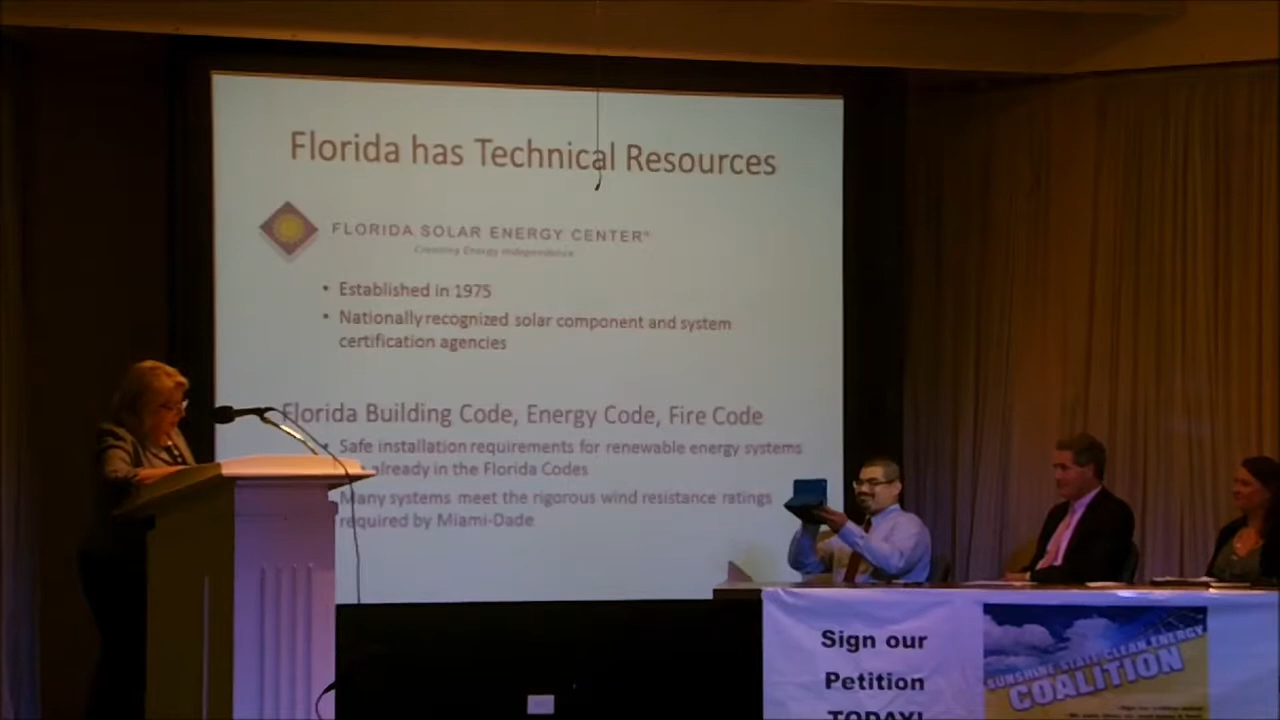 Florida has Technical Resources
FLORIDA SOLAR ENERGY CENTER®
Creating Energy Independence
• Established in 1975
• Nationally recognized solar component and system
certification agencies
Florida Building Code, Energy Code, Fire Code
• Safe installation requirements for renewable energy systems
already in the Florida Codes
Many systems meet the rigorous wind resistance ratings
required by Miami-Dade
Sign our
Petition
TODAY!
SUNSHINE STATE CLEAN ENERGY
COALITION